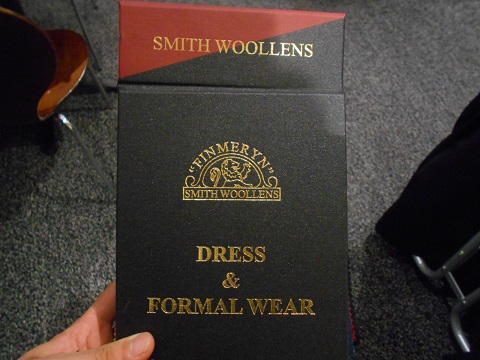 SMITH WOOLLENS
"FINMERYN"
SMITH WOOLLENS
DRESS
&
FORMAL WEAR